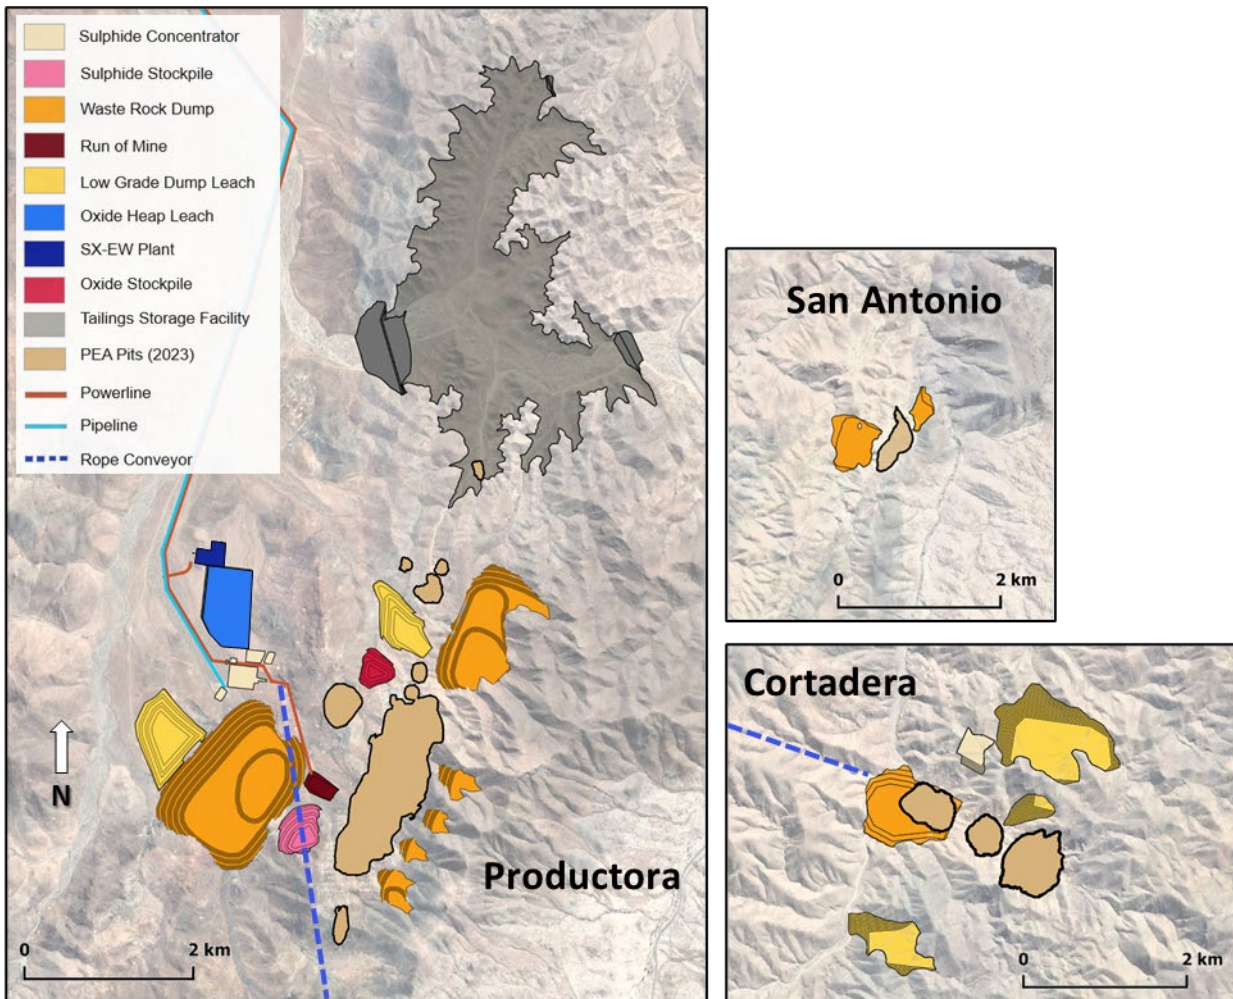 Sulphide Concentrator
Sulphide Stockpile
Waste Rock Dump
Run of Mine
Low Grade Dump Leach
Oxide Heap Leach
SX-EW Plant
Oxide Stockpile
Tailings Storage Facility
PEA Pits (2023)
Powerline
Pipeline
Rope Conveyor
N
Productora
0 2 km
San Antonio
0 2 km
Cortadera
0 2 km